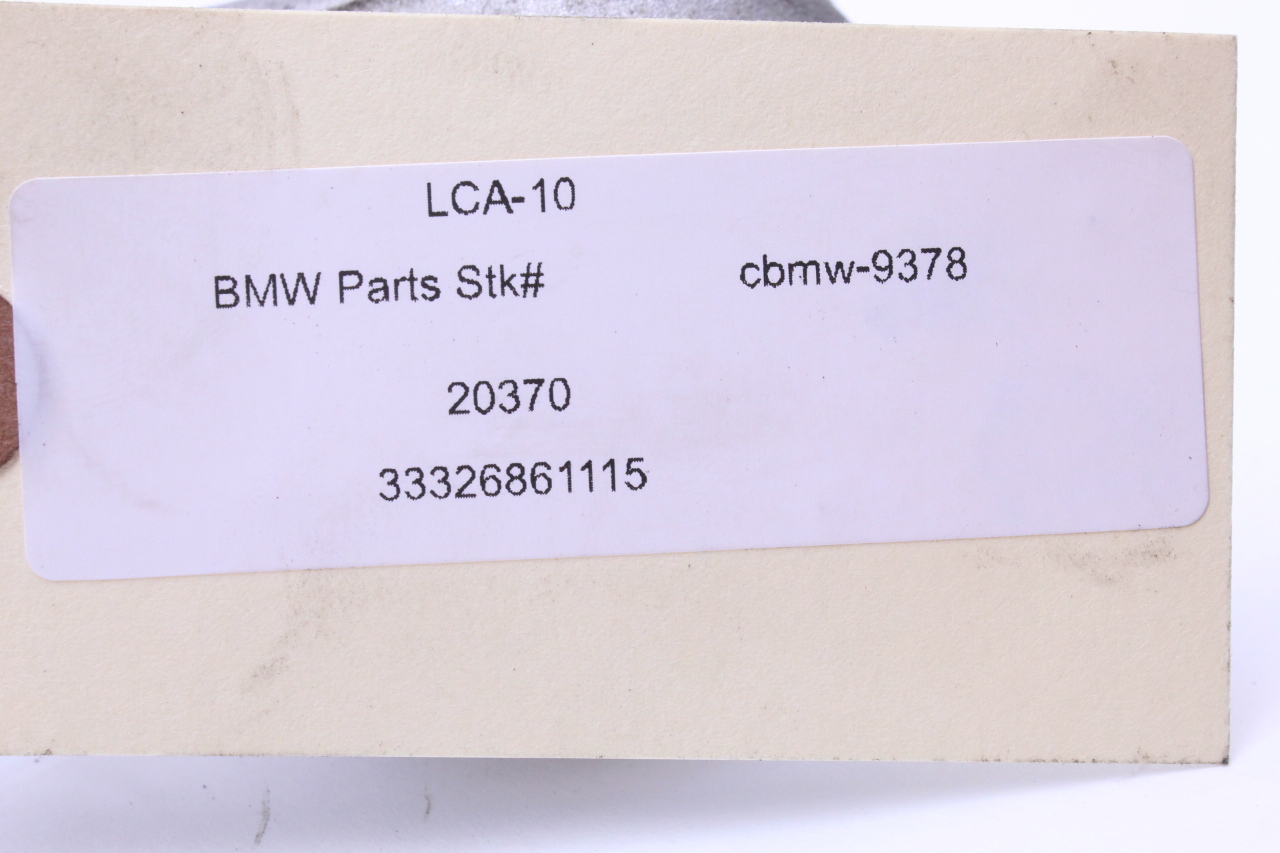 LCA-10
BMW Parts Stk# cbmw-9378
20370
33326861115